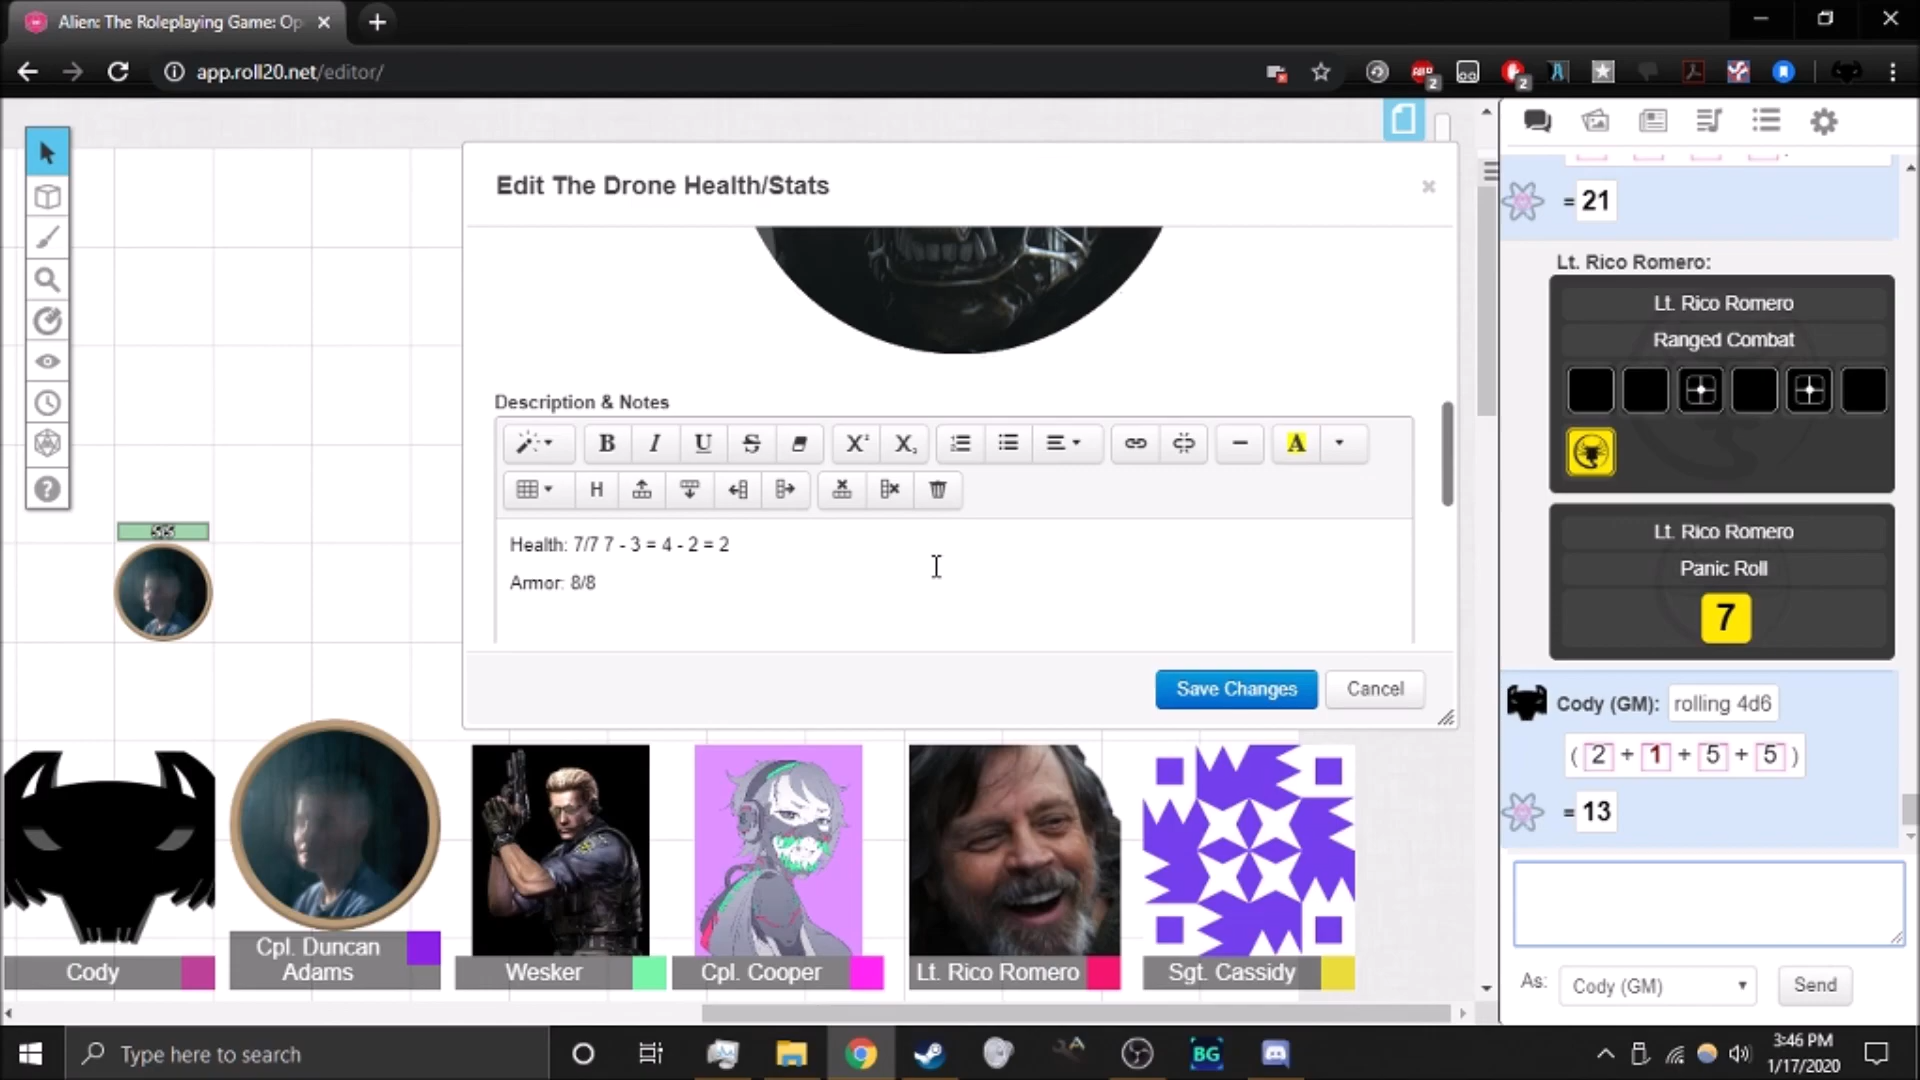 Alien: The Roleplaying Game: Op
app.roll20.net/editor/
2
2
Edit The Drone Health/Stats
Description & Notes
Health: 7/7 7 - 3 = 4 - 2 = 2
Armor: 8/8
Save Changes
Cancel
= 21
Lt. Rico Romero:
Lt. Rico Romero
Ranged Combat
Lt. Rico Romero
Panic Roll
7
Cody (GM): rolling 4d6
( 2 + 1 + 5 + 5 )
= 13
As: Cody (GM) Send
Cody
Cpl. Duncan
Adams
Wesker
Cpl. Cooper
Lt. Rico Romero
Sgt. Cassidy
Type here to search
BG
3:46 PM
1/17/2020